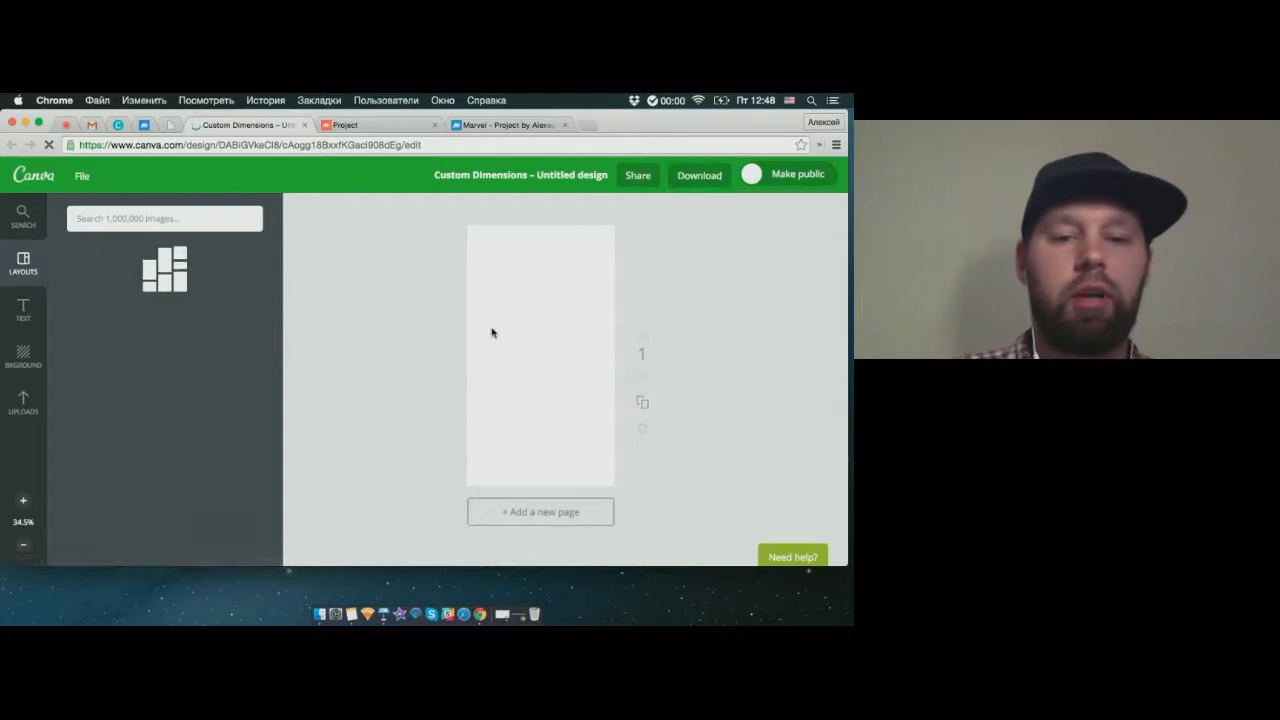 Chrome Файл Изменить Посмотреть История Закладки Пользователи Окно Справка 00:00 Пт 12:48
Custom Dimensions – Unti Project Marvel - Project by Alexey Алексей
https://www.canva.com/design/DABiGVkeCI8/cAogg18BxxfKGaci908dEg/edit
Canva File Custom Dimensions – Untitled design Share Download Make public
SEARCH
Search 1,000,000 images...
LAYOUTS
TEXT
BKGROUND
UPLOADS
1
+ Add a new page
34.5%
Need help?